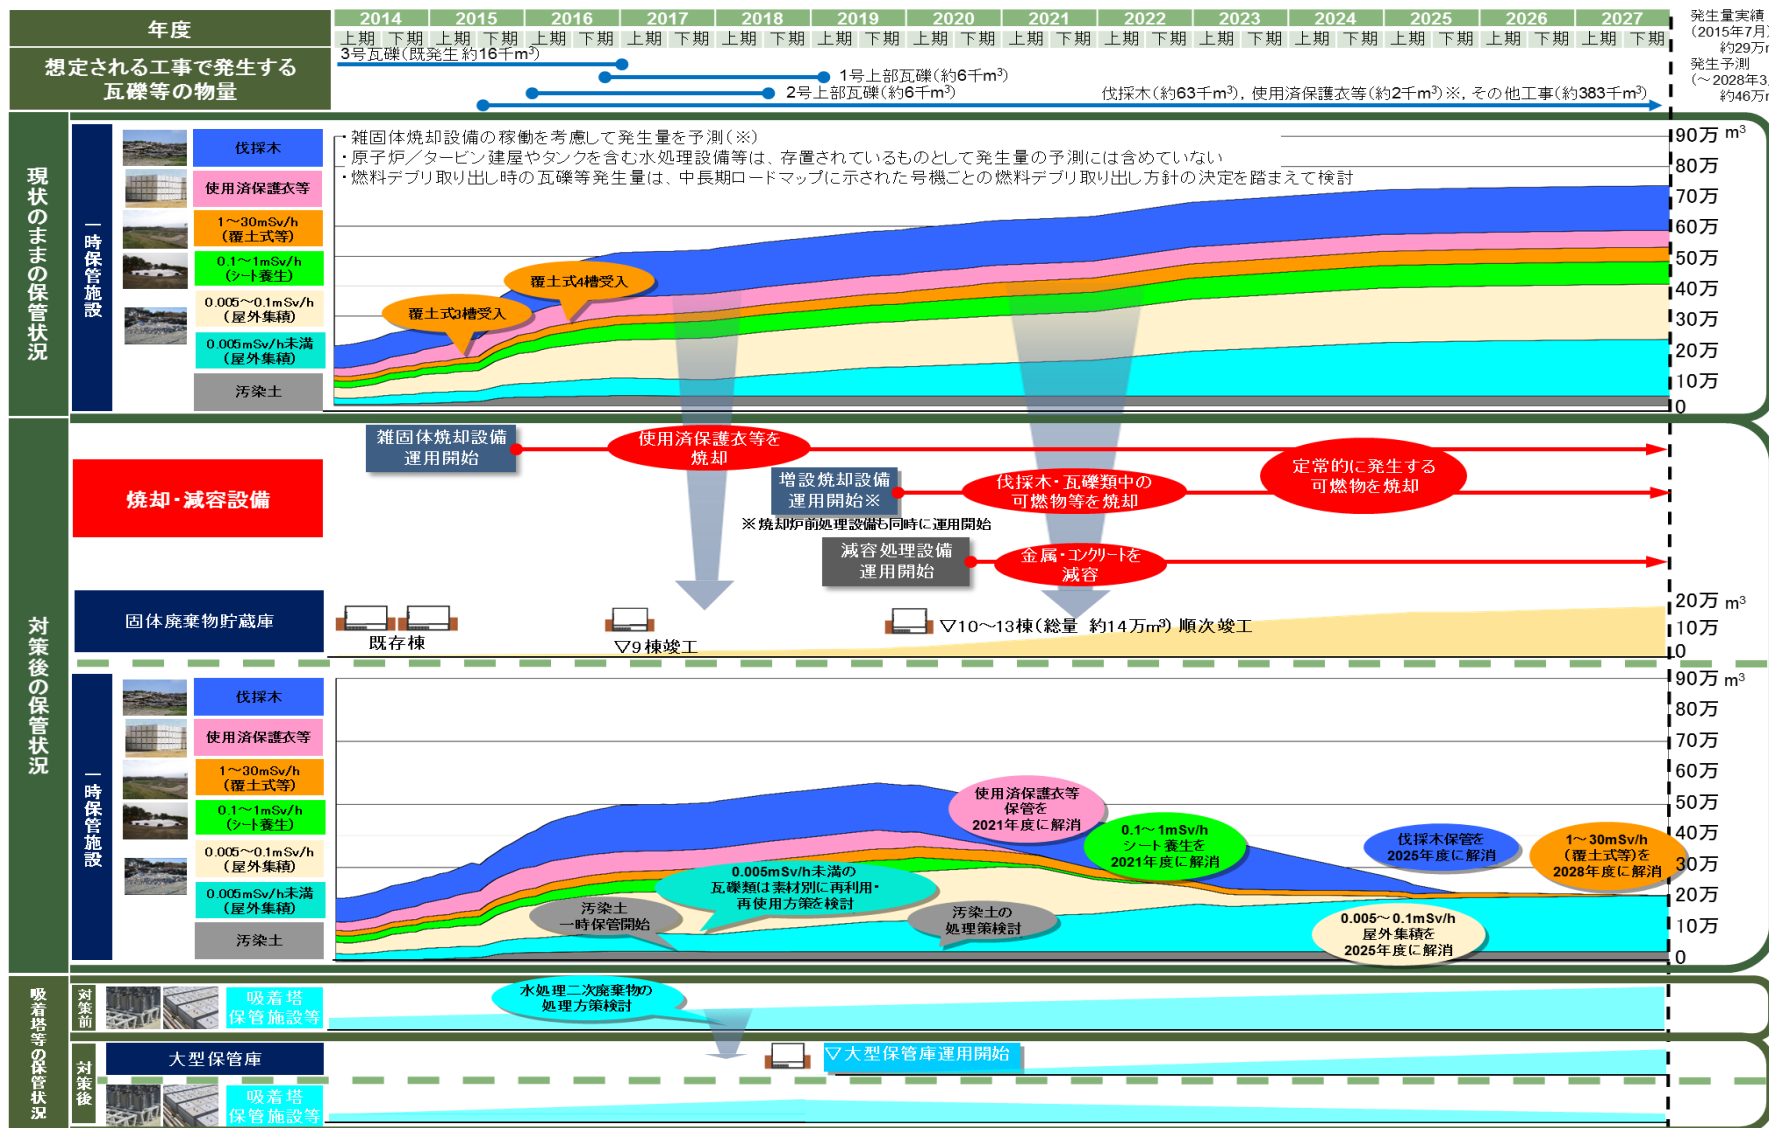 年度
2014 2015 2016 2017 2018 2019 2020 2021 2022 2023 2024 2025 2026 2027
上期 下期 上期 下期 上期 下期 上期 下期 上期 下期 上期 下期 上期 下期 上期 下期 上期 下期 上期 下期 上期 下期 上期 下期 上期 下期 上期 下期
発生量実績
(2015年7月)
約29万m
発生予測
(~2028年3
約46万m
想定される工事で発生する
瓦礫等の物量
3号瓦礫(既発生約16千m³)
1号上部瓦礫(約6千m³)
2号上部瓦礫(約6千m³)
伐採木(約63千m³), 使用済保護衣等(約2千m³)※, その他工事(約383千m³)
現状のままの保管状況
一時保管施設
伐採木
使用済保護衣等
1~30mSv/h
(覆土式等)
0.1~1mSv/h
(シート養生)
0.005~0.1mSv/h
(屋外集積)
0.005mSv/h未満
(屋外集積)
汚染土
・雑固体焼却設備の稼働を考慮して発生量を予測(※)
・原子炉/タービン建屋やタンクを含む水処理設備等は、存置されているものとして発生量の予測には含めていない
・燃料デブリ取り出し時の瓦礫等発生量は、中長期ロードマップに示された号機ごとの燃料デブリ取り出し方針の決定を踏まえて検討
覆土式3槽受入
覆土式4槽受入
90万 m³
80万
70万
60万
50万
40万
30万
20万
10万
0
対策後の保管状況
焼却・減容設備
雑固体焼却設備
運用開始
使用済保護衣等を
焼却
増設焼却設備
運用開始※
伐採木・瓦礫類中の
可燃物等を焼却
定常的に発生する
可燃物を焼却
※焼却炉前処理設備も同時に運用開始
減容処理設備
運用開始
金属・コンクリートを
減容
固体廃棄物貯蔵庫
既存棟
▽9棟竣工
▽10~13棟(総量 約14万m³) 順次竣工
20万 m³
10万
0
一時保管施設
伐採木
使用済保護衣等
1~30mSv/h
(覆土式等)
0.1~1mSv/h
(シート養生)
0.005~0.1mSv/h
(屋外集積)
0.005mSv/h未満
(屋外集積)
汚染土
使用済保護衣等
保管を
2021年度に解消
0.1~1mSv/h
シート養生を
2021年度に解消
伐採木保管を
2025年度に解消
1~30mSv/h
(覆土式等)を
2028年度に解消
0.005mSv/h未満の
瓦礫類は素材別に再利用・
再使用方策を検討
汚染土
一時保管開始
汚染土の
処理策検討
0.005~0.1mSv/h
屋外集積を
2025年度に解消
90万 m³
80万
70万
60万
50万
40万
30万
20万
10万
0
吸着塔等の保管状況
対策前
吸着塔
保管施設等
水処理二次廃棄物の
処理方策検討
対策後
大型保管庫
▽大型保管庫運用開始
吸着塔
保管施設等